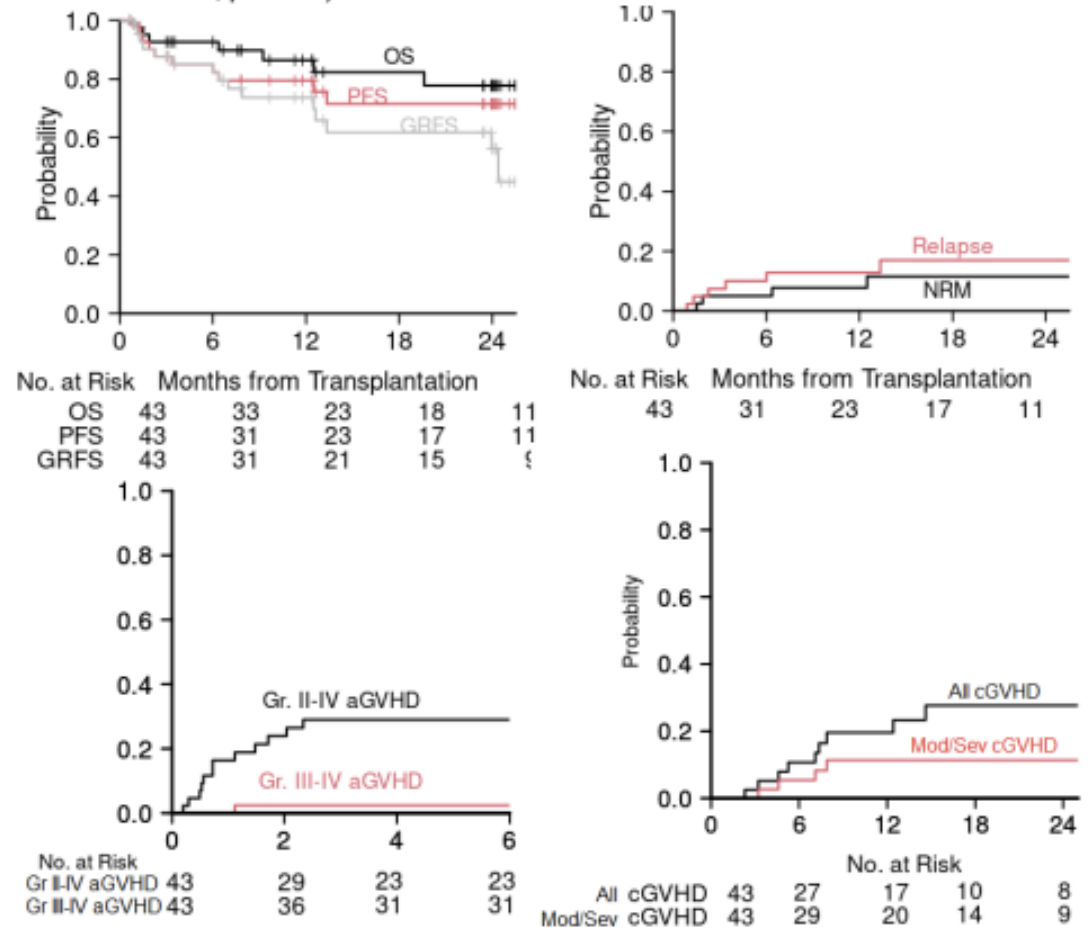 1.0
0.8
0.6
0.4
0.2
0.0
Probability
OS
PFS
GRFS
0 6 12 18 24
No. at Risk Months from Transplantation
OS 43 33 23 18 11
PFS 43 31 23 17 11
GRFS 43 31 21 15
1.0
0.8
0.6
0.4
0.2
0.0
Probability
Relapse
NRM
0 6 12 18 24
No. at Risk Months from Transplantation
43 31 23 17 11
1.0
0.8
0.6
0.4
0.2
0.0
Gr. II-IV aGVHD
Gr. III-IV aGVHD
0 2 4 6
No. at Risk
Gr II-IV aGVHD 43 29 23 23
Gr III-IV aGVHD 43 36 31 31
1.0
0.8
0.6
0.4
0.2
0.0
Probability
All cGVHD
Mod/Sev cGVHD
0 6 12 18 24
No. at Risk
All cGVHD 43 27 17 10 8
Mod/Sev cGVHD 43 29 20 14 9